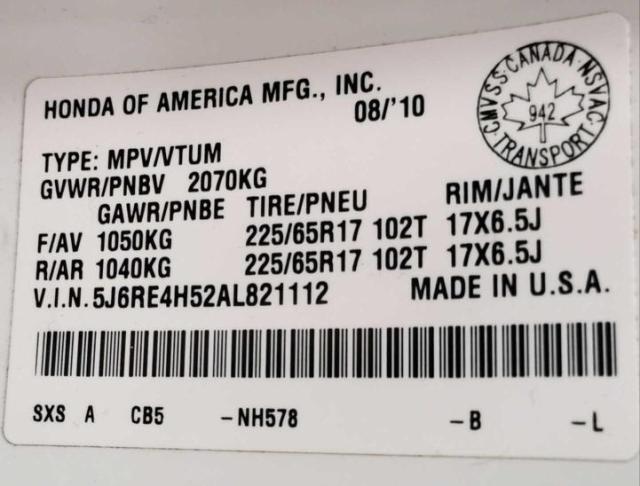 HONDA OF AMERICA MFG., INC.
08/'10
CMVSS CANADA NSVAC
942
TRANSPORT
TYPE: MPV/VTUM
GVWR/PNBV 2070KG
GAWR/PNBE TIRE/PNEU RIM/JANTE
F/AV 1050KG 225/65R17 102T 17X6.5J
R/AR 1040KG 225/65R17 102T 17X6.5J
V.I.N. 5J6RE4H52AL821112 MADE IN U.S.A.
SXS A CB5 -NH578 -B -L